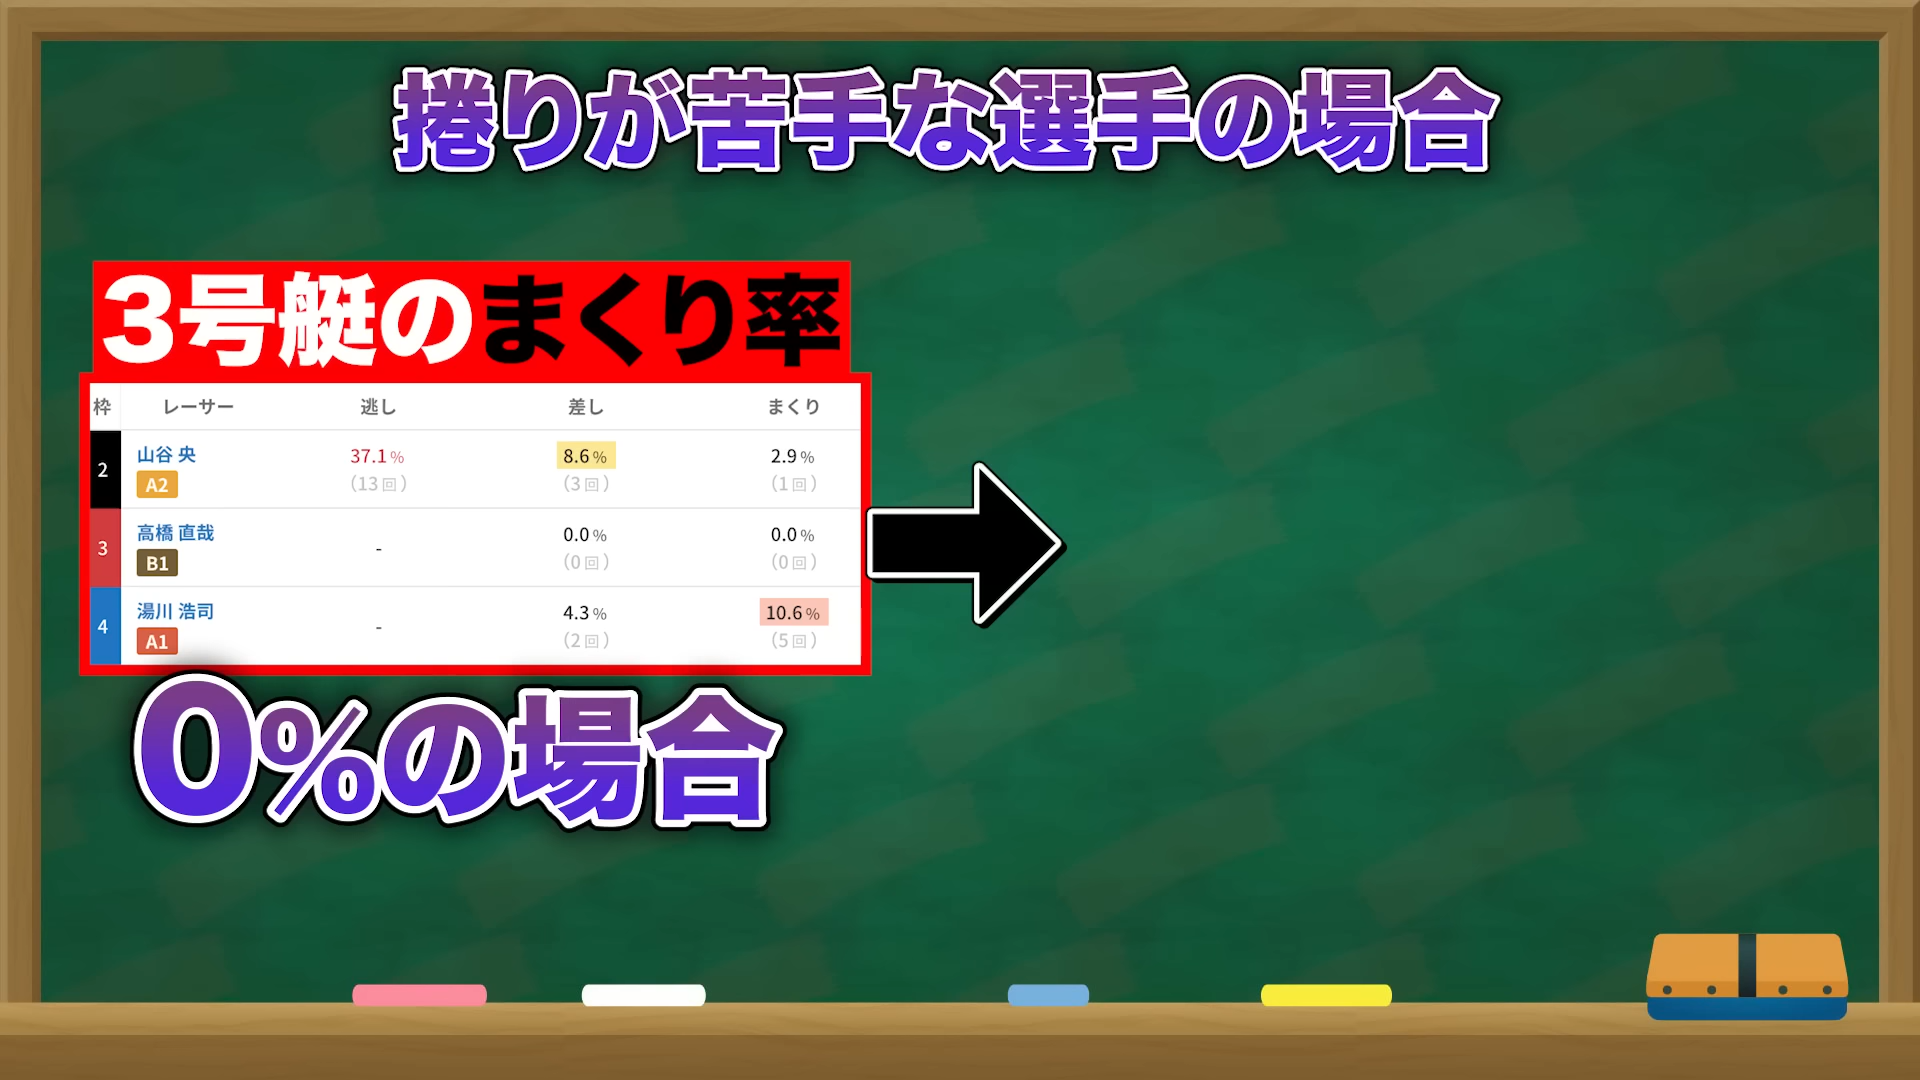 捲りが苦手な選手の場合
3号艇のまくり率
枠 レーサー 逃し 差し まくり
2 山谷 央 A2 37.1% (13回) 8.6% (3回) 2.9% (1回)
3 高橋 直哉 B1 - 0.0% (0回) 0.0% (0回)
4 湯川 浩司 A1 - 4.3% (2回) 10.6% (5回)
0%の場合